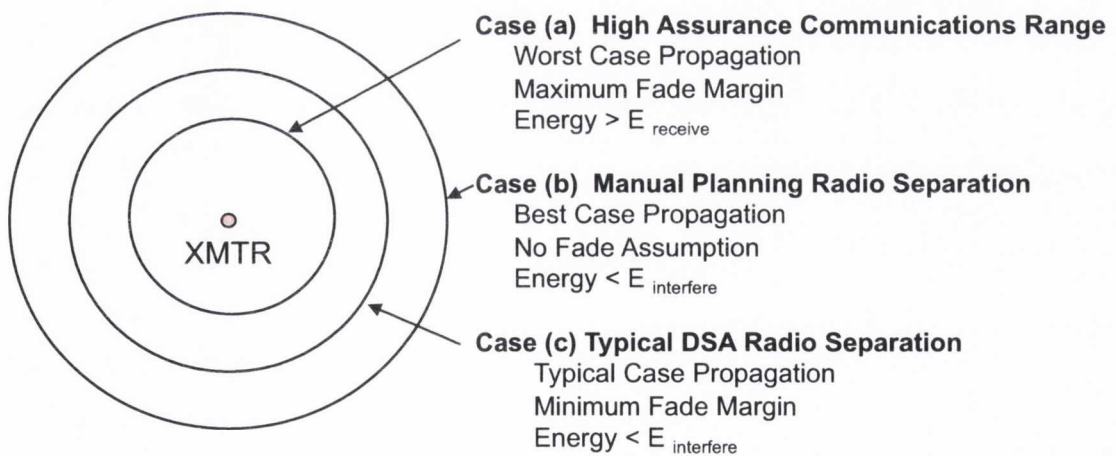 Case (a) High Assurance Communications Range
Worst Case Propagation
Maximum Fade Margin
Energy > E receive
Case (b) Manual Planning Radio Separation
Best Case Propagation
No Fade Assumption
Energy < E interfere
XMTR
Case (c) Typical DSA Radio Separation
Typical Case Propagation
Minimum Fade Margin
Energy < E interfere